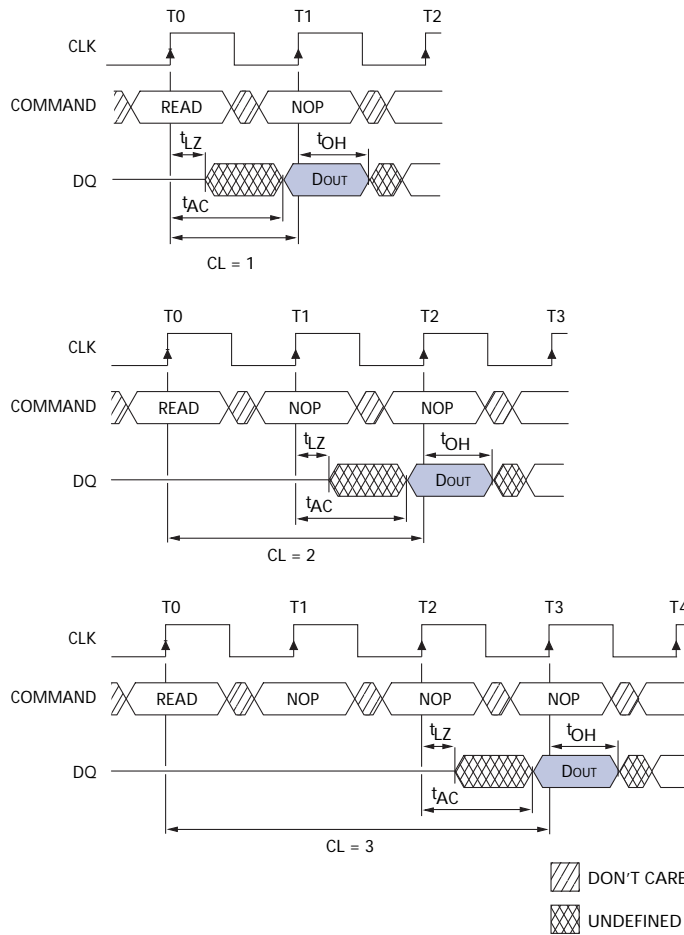 T0 T1 T2
CLK
COMMAND READ NOP
tLZ tOH
DQ DOUT
tAC
CL = 1
T0 T1 T2 T3
CLK
COMMAND READ NOP NOP
tLZ tOH
DQ DOUT
tAC
CL = 2
T0 T1 T2 T3 T4
CLK
COMMAND READ NOP NOP NOP
tLZ tOH
DQ DOUT
tAC
CL = 3
DON'T CARE
UNDEFINED